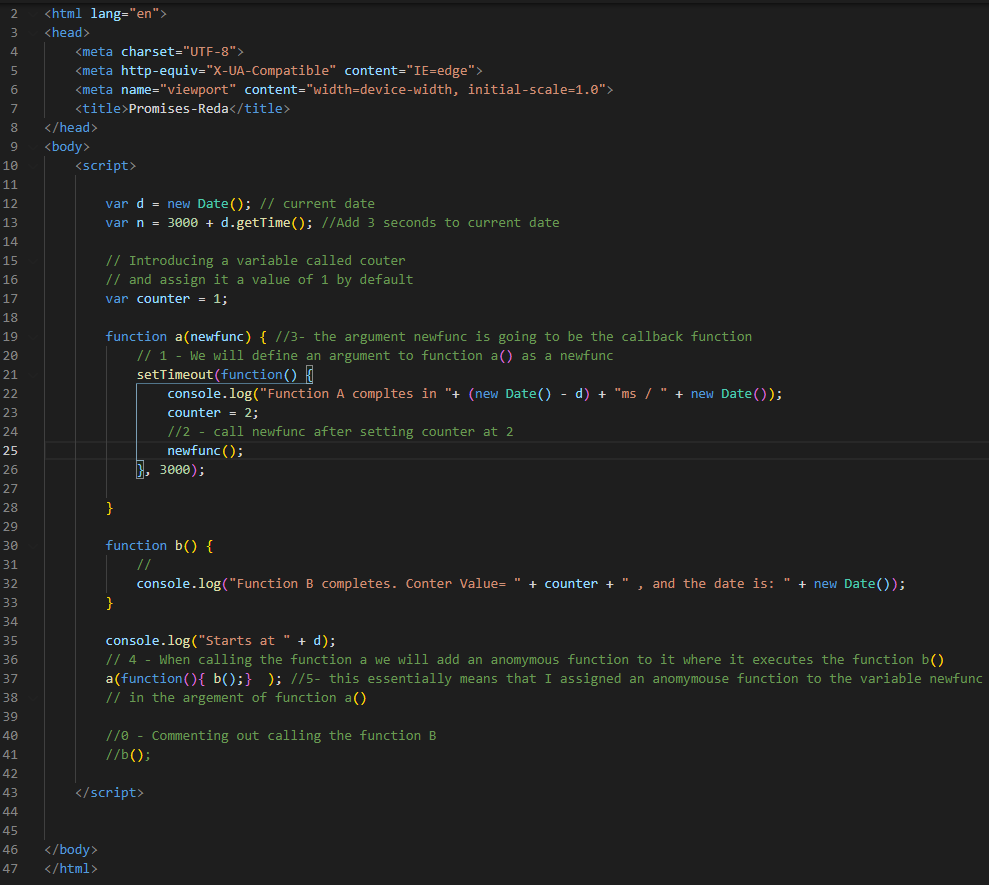 2 <html lang="en">
3 <head>
4     <meta charset="UTF-8">
5     <meta http-equiv="X-UA-Compatible" content="IE=edge">
6     <meta name="viewport" content="width=device-width, initial-scale=1.0">
7     <title>Promises-Reda</title>
8 </head>
9 <body>
10     <script>
11
12         var d = new Date(); // current date
13         var n = 3000 + d.getTime(); //Add 3 seconds to current date
14
15         // Introducing a variable called couter
16         // and assign it a value of 1 by default
17         var counter = 1;
18
19         function a(newfunc) { //3- the argument newfunc is going to be the callback function
20             // 1 - We will define an argument to function a() as a newfunc
21             setTimeout(function() {
22                 console.log("Function A compltes in "+ (new Date() - d) + "ms / " + new Date());
23                 counter = 2;
24                 //2 - call newfunc after setting counter at 2
25                 newfunc();
26             }, 3000);
27
28         }
29
30         function b() {
31             //
32             console.log("Function B completes. Conter Value= " + counter + " , and the date is: " + new Date());
33         }
34
35         console.log("Starts at " + d);
36         // 4 - When calling the function a we will add an anomymous function to it where it executes the function b()
37         a(function(){ b();}  ); //5- this essentially means that I assigned an anomymouse function to the variable newfunc
38         // in the argement of function a()
39
40         //0 - Commenting out calling the function B
41         //b();
42
43     </script>
44
45
46 </body>
47 </html>